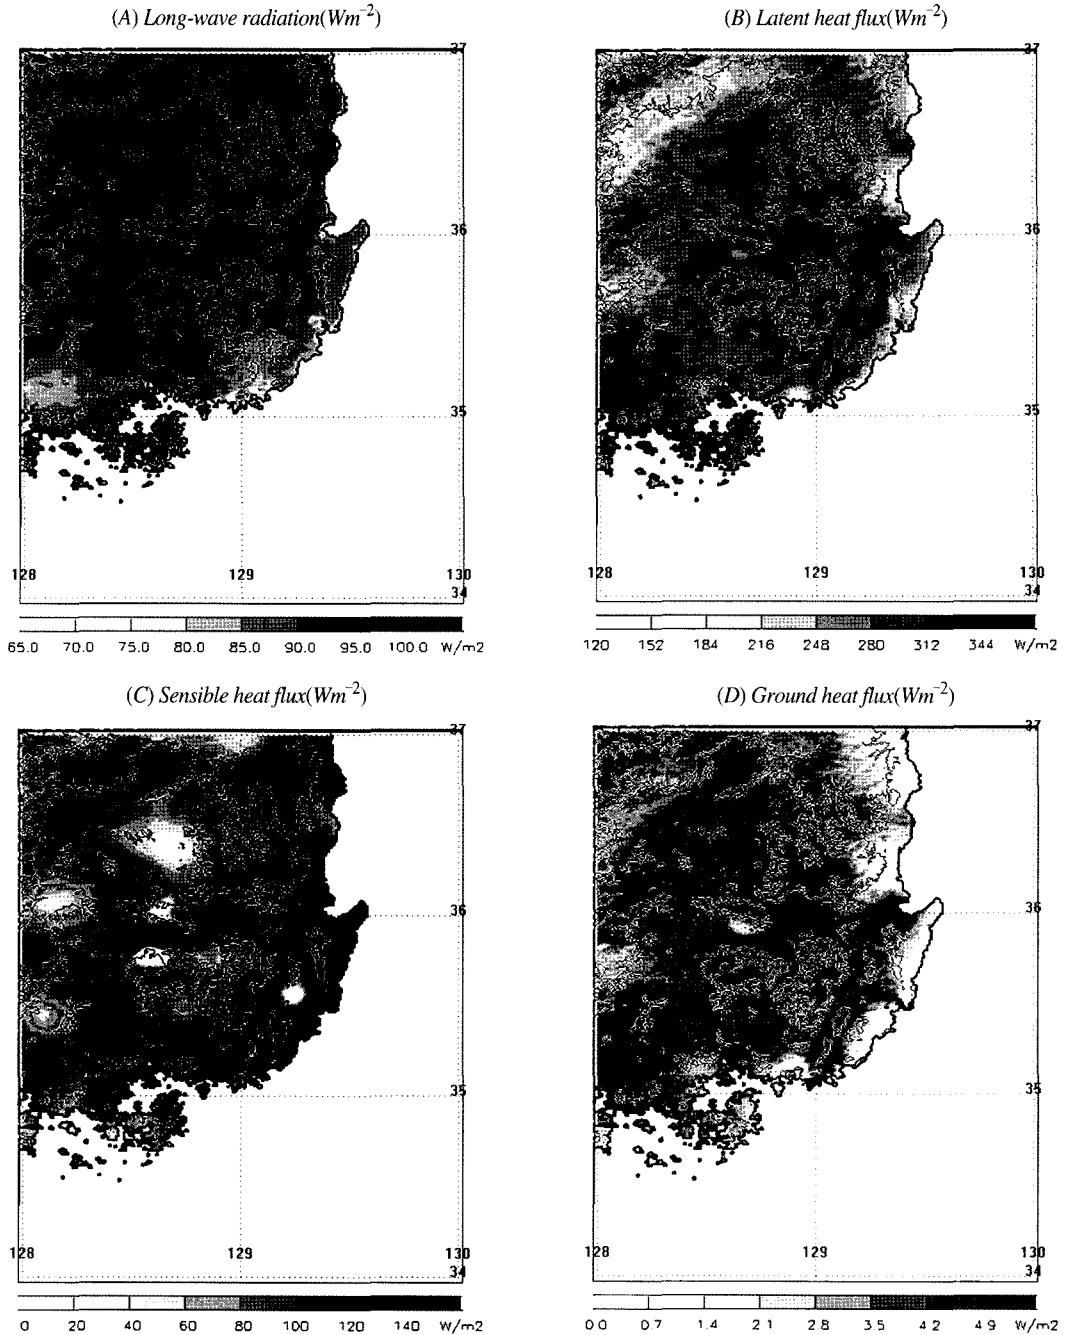 (A) Long-wave radiation(Wm⁻²)
(B) Latent heat flux(Wm⁻²)
37
36
35
128 129 130
34
65.0 70.0 75.0 80.0 85.0 90.0 95.0 100.0 W/m2
37
36
35
128 129 130
34
120 152 184 216 248 280 312 344 W/m2
(C) Sensible heat flux(Wm⁻²)
(D) Ground heat flux(Wm⁻²)
37
36
35
128 129 130
34
0 20 40 60 80 100 120 140 W/m2
37
36
35
128 129 130
34
0.0 0.7 1.4 2.1 2.8 3.5 4.2 4.9 W/m2